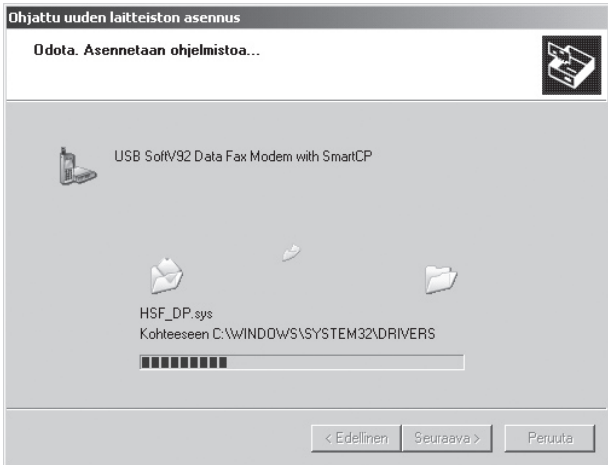 Ohjattu uuden laitteiston asennus
Odota. Asennetaan ohjelmistoa...
USB SoftV92 Data Fax Modem with SmartCP
HSF_DP.sys
Kohteeseen C:\WINDOWS\SYSTEM32\DRIVERS
< Edellinen
Seuraava >
Peruuta